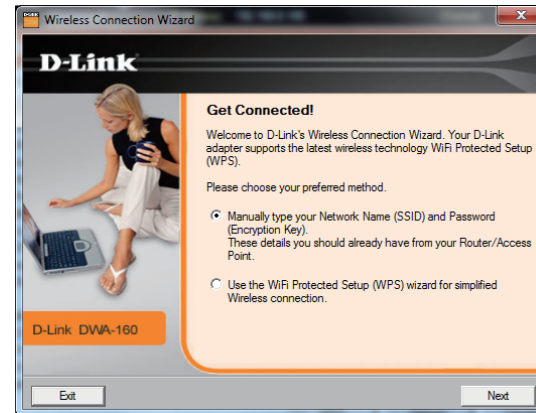 Wireless Connection Wizard
D-Link
Get Connected!
Welcome to D-Link's Wireless Connection Wizard. Your D-Link
adapter supports the latest wireless technology WiFi Protected Setup
(WPS).
Please choose your preferred method.
Manually type your Network Name (SSID) and Password
(Encryption Key).
These details you should already have from your Router/Access
Point.
Use the WiFi Protected Setup (WPS) wizard for simplified
Wireless connection.
D-Link DWA-160
Exit
Next